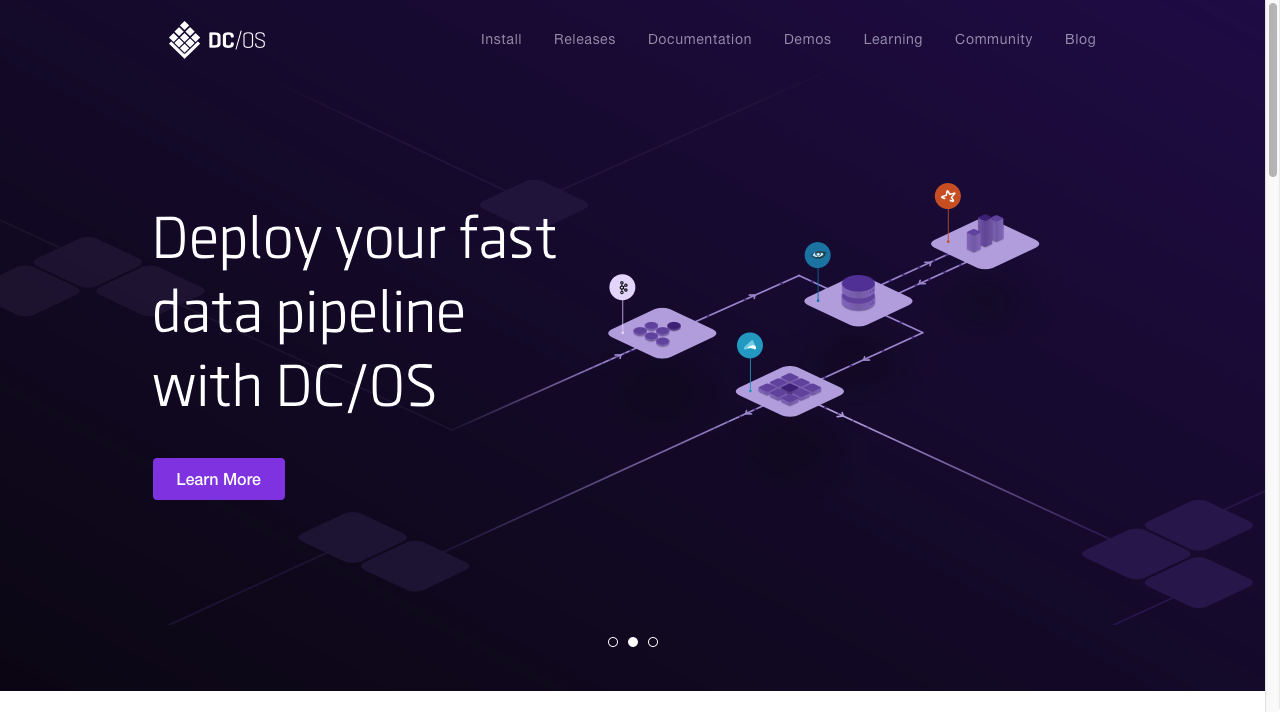 DC/OS
Install
Releases
Documentation
Demos
Learning
Community
Blog
Deploy your fast
data pipeline
with DC/OS
Learn More